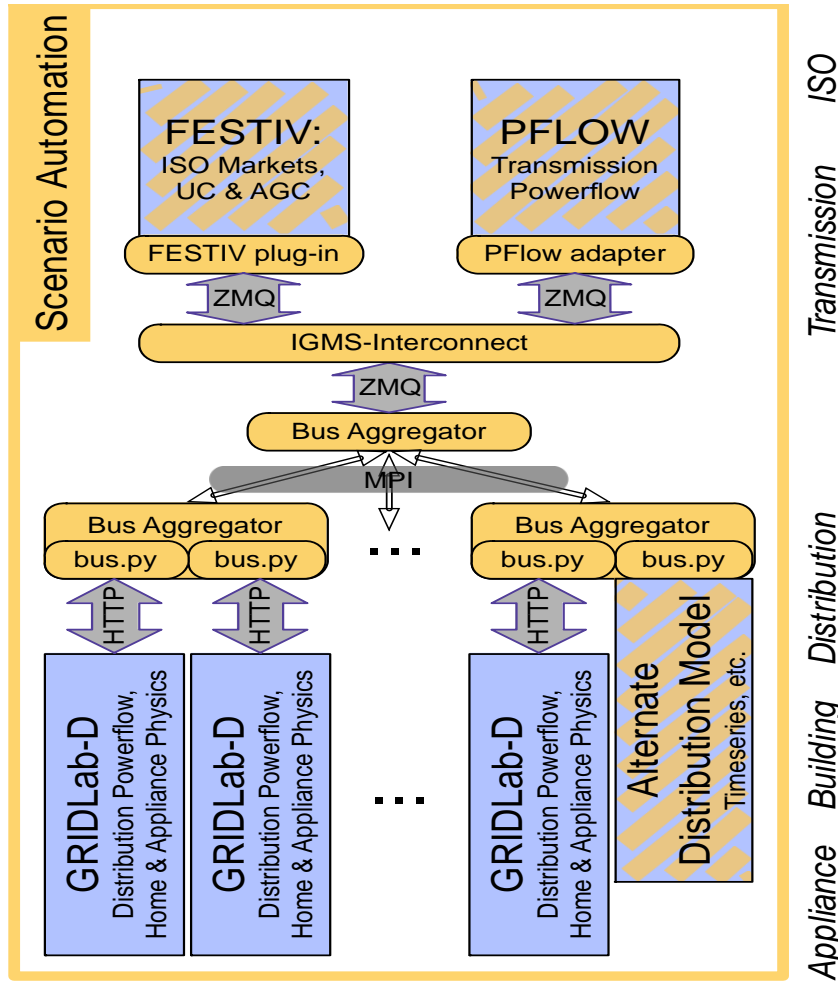 Scenario Automation
FESTIV:
ISO Markets,
UC & AGC
PFLOW
Transmission
Powerflow
FESTIV plug-in
PFlow adapter
ZMQ
ZMQ
IGMS-Interconnect
ZMQ
Bus Aggregator
MPI
Bus Aggregator
bus.py
bus.py
...
Bus Aggregator
bus.py
bus.py
HTTP
HTTP
HTTP
GRIDLab-D
Distribution Powerflow,
Home & Appliance Physics
GRIDLab-D
Distribution Powerflow,
Home & Appliance Physics
...
GRIDLab-D
Distribution Powerflow,
Home & Appliance Physics
Alternate
Distribution Model
Timeseries, etc.
Appliance
Building
Distribution
Transmission
ISO